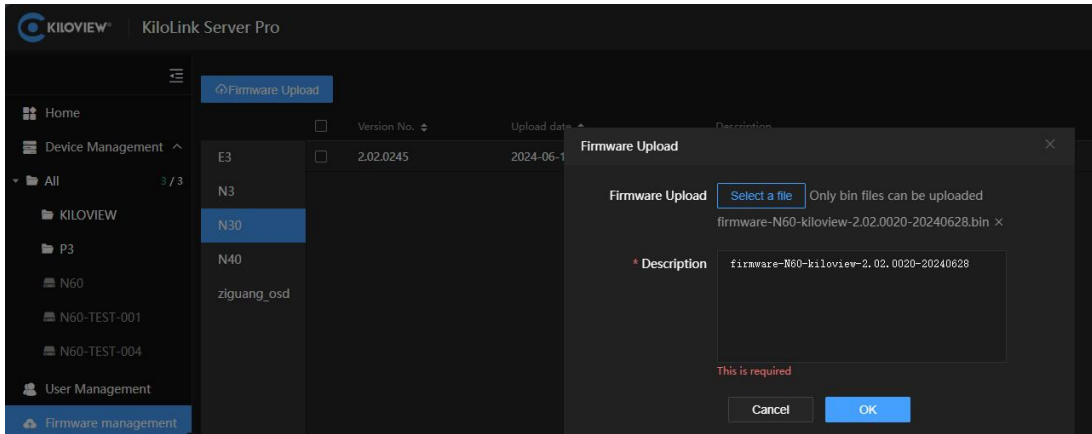 KILOVIEW® KiloLink Server Pro
Firmware Upload
Home
Device Management
All 3 / 3
KILOVIEW
P3
N60
N60-TEST-001
N60-TEST-004
User Management
Firmware management
E3
N3
N30
N40
ziguang_osd
Version No. Upload date Description
2.02.0245 2024-06-1
Firmware Upload
Firmware Upload Select a file Only bin files can be uploaded
firmware-N60-kiloview-2.02.0020-20240628.bin ×
* Description firmware-N60-kiloview-2.02.0020-20240628
This is required
Cancel OK